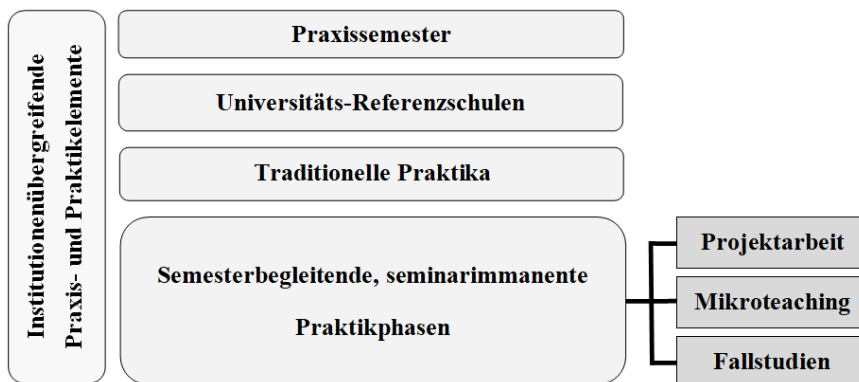 Institutionenübergreifende
Praxis- und Praktikelemente
Praxissemester
Universitäts-Referenzschulen
Traditionelle Praktika
Semesterbegleitende, seminarimmanente
Praktikphasen
Projektarbeit
Mikroteaching
Fallstudien